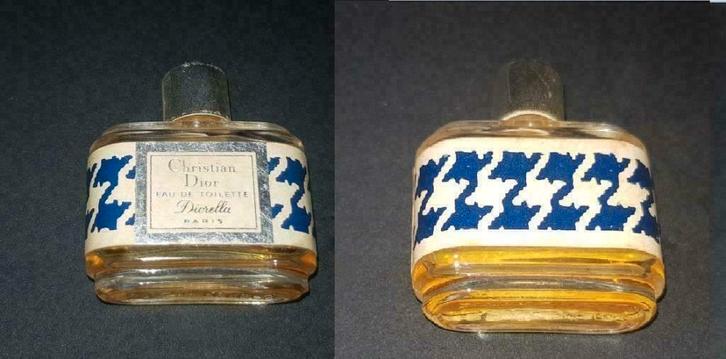 Christian
Dior
EAU DE TOILETTE
Diorella
PARIS